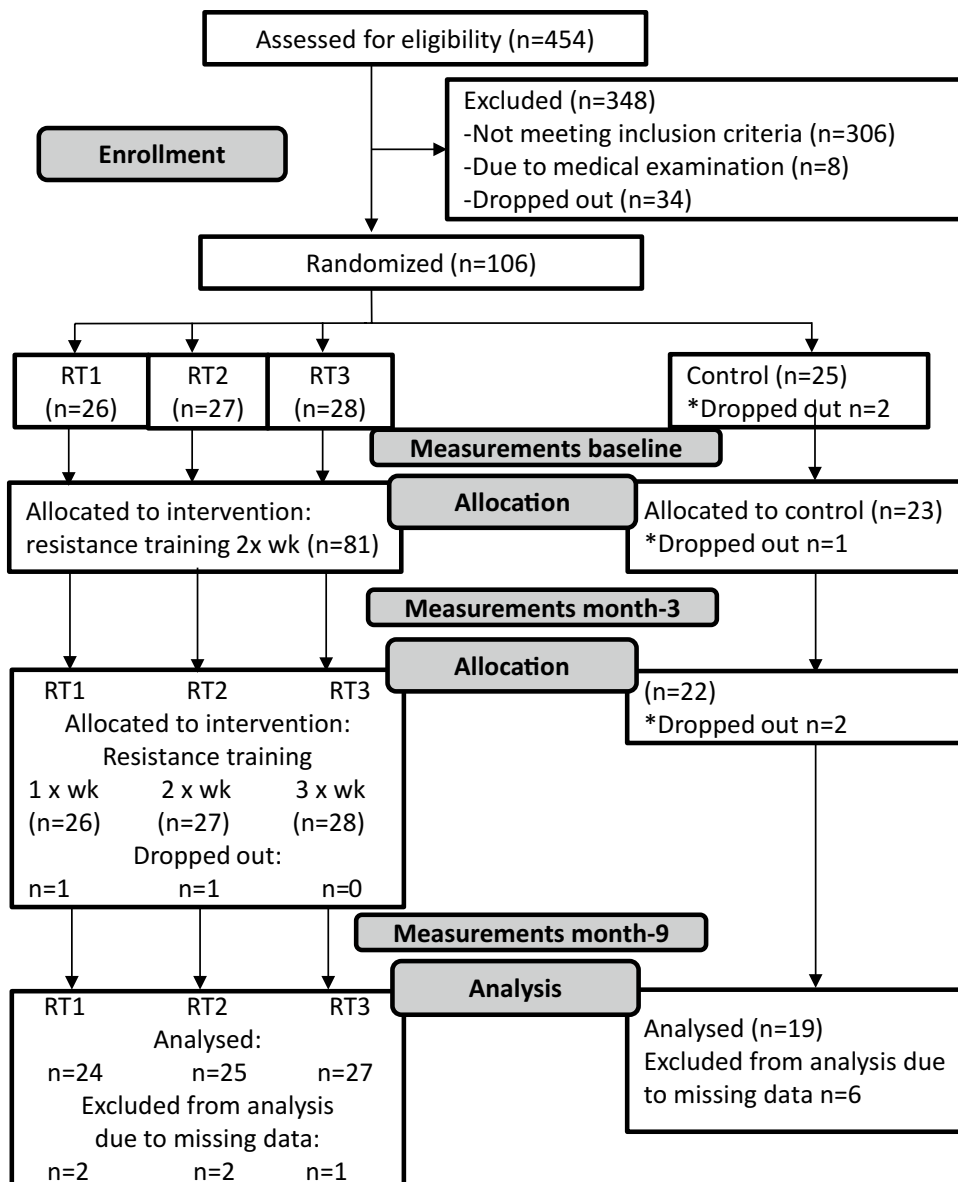 Assessed for eligibility (n=454)
Excluded (n=348)
-Not meeting inclusion criteria (n=306)
-Due to medical examination (n=8)
-Dropped out (n=34)
Enrollment
Randomized (n=106)
RT1
(n=26)
RT2
(n=27)
RT3
(n=28)
Control (n=25)
*Dropped out n=2
Measurements baseline
Allocated to intervention:
resistance training 2x wk (n=81)
Allocation
Allocated to control (n=23)
*Dropped out n=1
Measurements month-3
Allocation
RT1 RT2 RT3
Allocated to intervention:
Resistance training
1 x wk 2 x wk 3 x wk
(n=26) (n=27) (n=28)
Dropped out:
n=1 n=1 n=0
(n=22)
*Dropped out n=2
Measurements month-9
Analysis
RT1 RT2 RT3
Analysed:
n=24 n=25 n=27
Excluded from analysis
due to missing data:
n=2 n=2 n=1
Analysed (n=19)
Excluded from analysis due
to missing data n=6